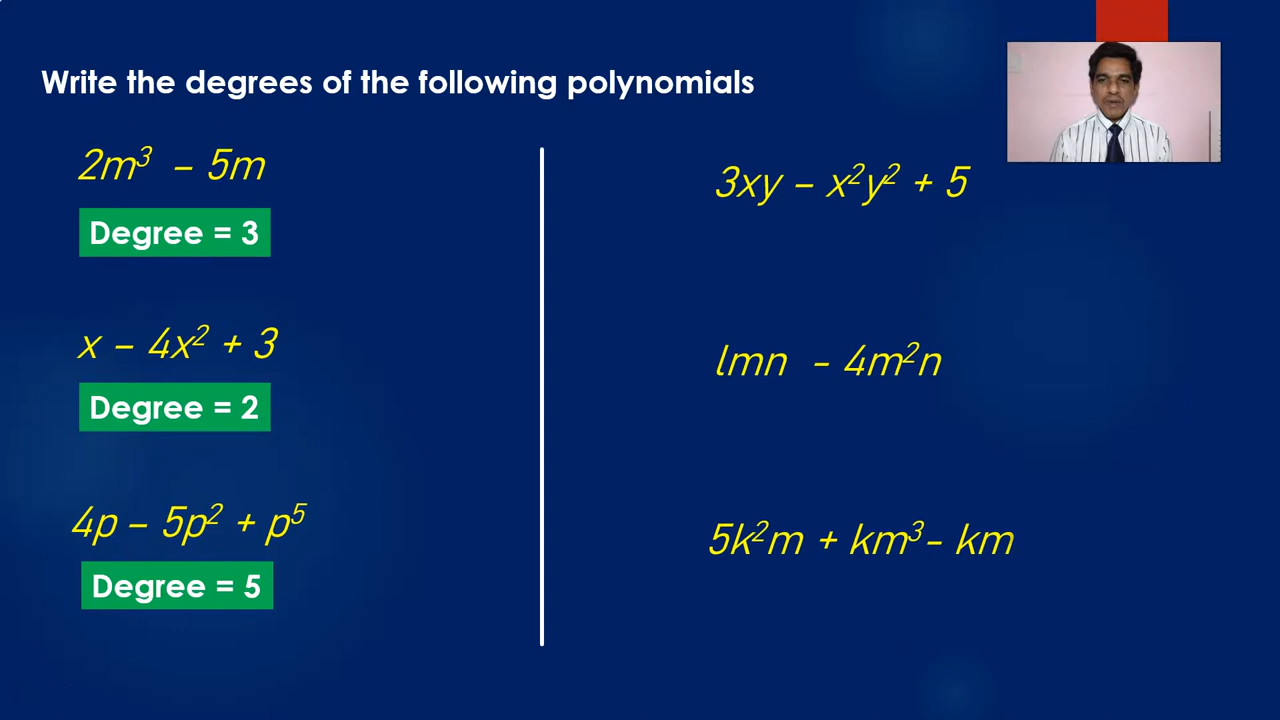 Write the degrees of the following polynomials
2m³ – 5m
Degree = 3
x – 4x² + 3
Degree = 2
4p – 5p² + p⁵
Degree = 5
3xy – x²y² + 5
lmn – 4m²n
5k²m + km³ – km